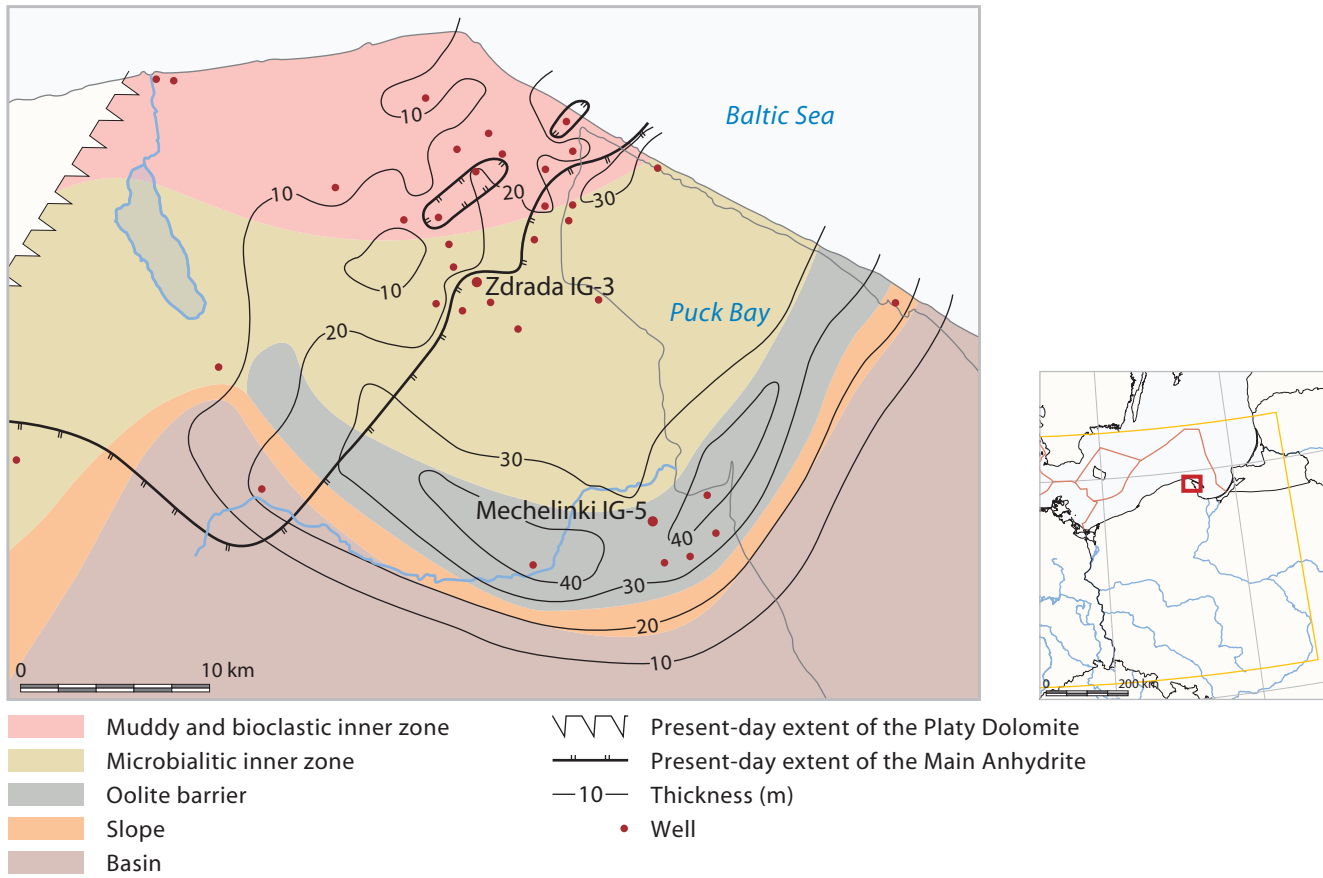 10
Baltic Sea
10
20
30
10
Zdrada IG-3
Puck Bay
20
30
Mechelinki IG-5
40
40
30
20
10
0 10 km
0 200 km
Muddy and bioclastic inner zone
Microbialitic inner zone
Oolite barrier
Slope
Basin
Present-day extent of the Platy Dolomite
Present-day extent of the Main Anhydrite
10 Thickness (m)
Well